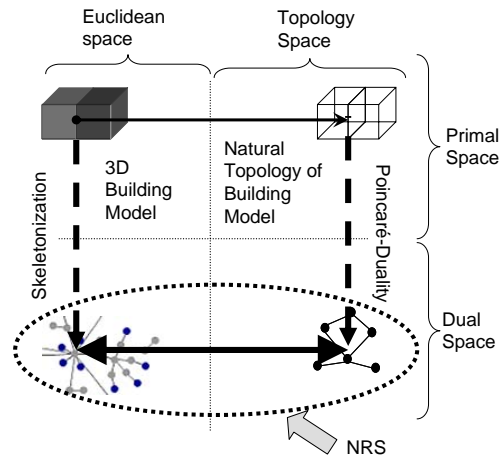 Euclidean
space
Topology
Space
3D
Building
Model
Natural
Topology of
Building
Model
Primal
Space
Skeletonization
Poincaré-Duality
Dual
Space
NRS